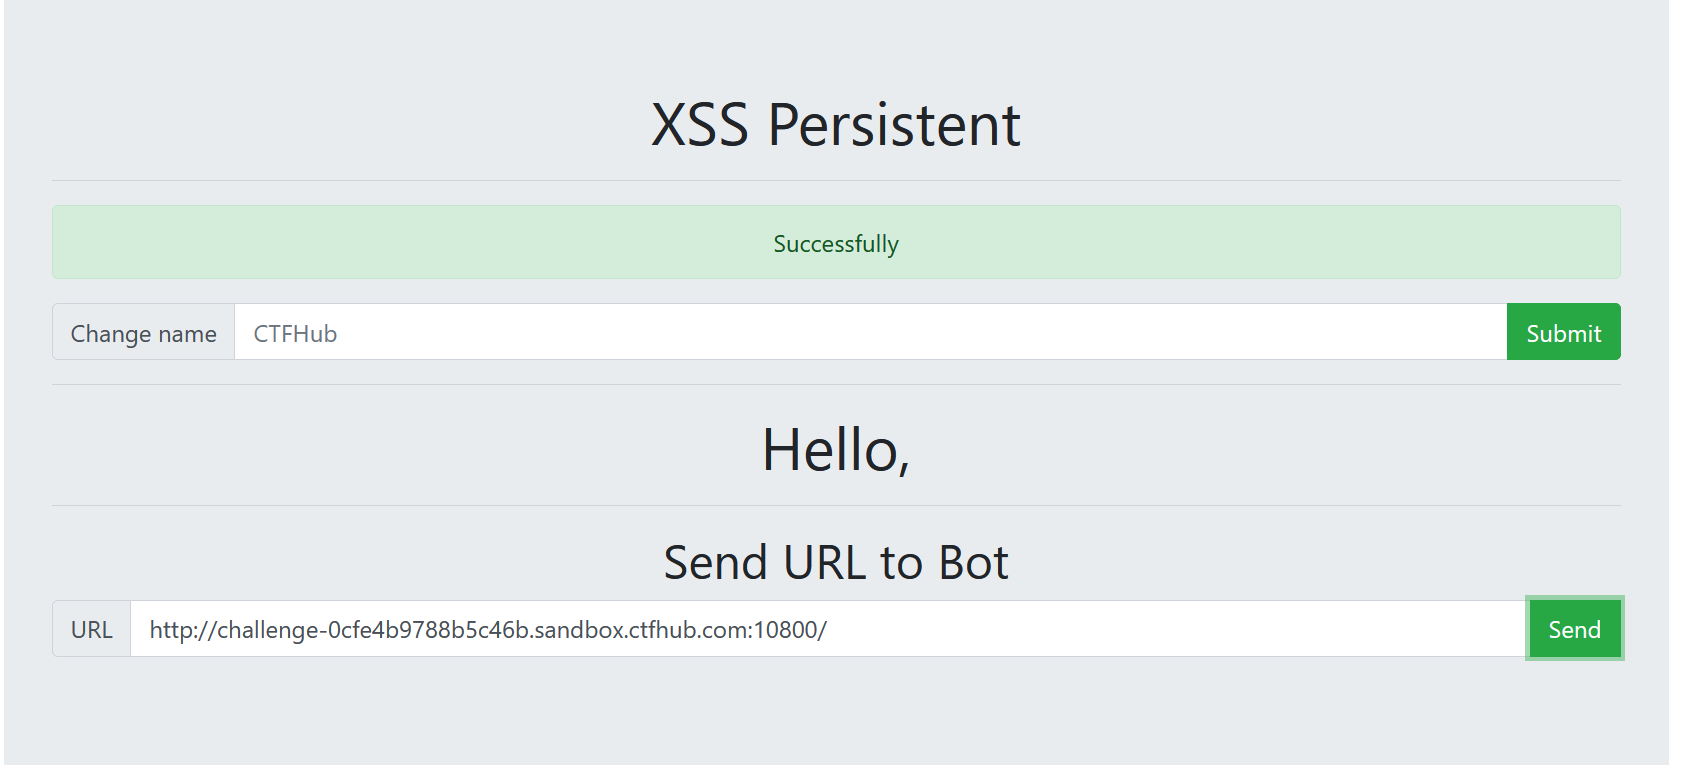 XSS Persistent
Successfully
Change name CTFHub Submit
Hello,
Send URL to Bot
URL http://challenge-0cfe4b9788b5c46b.sandbox.ctfhub.com:10800/ Send